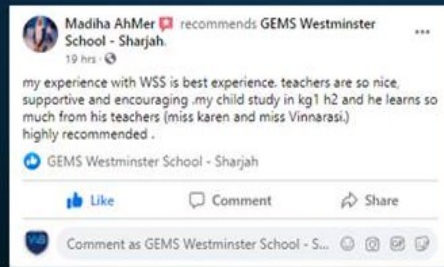 Madiha AhMer recommends GEMS Westminster
School - Sharjah.
19 hrs ·
my experience with WSS is best experience. teachers are so nice,
supportive and encouraging .my child study in kg1 h2 and he learns so
much from his teachers (miss karen and miss Vinnarasi.)
highly recommended .
GEMS Westminster School - Sharjah
Like Comment Share
Comment as GEMS Westminster School - S...